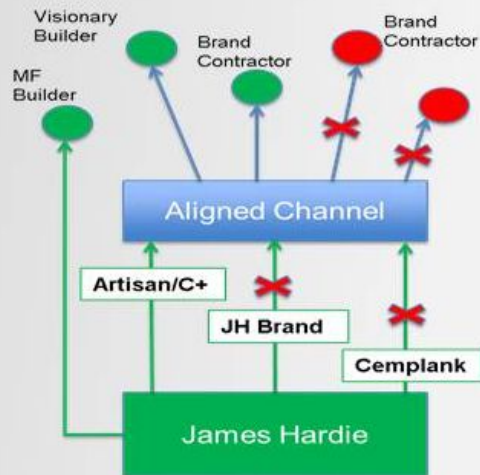 Visionary
Builder
Brand
Contractor
Brand
Contractor
MF
Builder
Aligned Channel
Artisan/C+
JH Brand
Cemplank
James Hardie